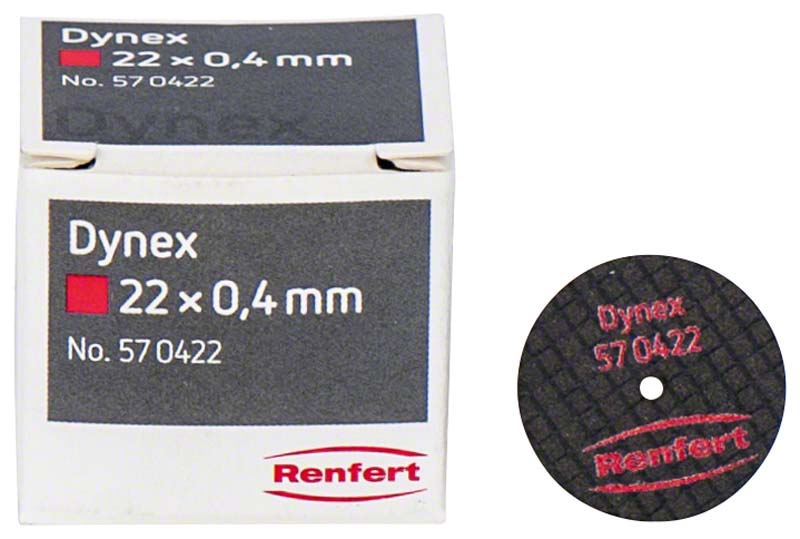 Dynex
22 x 0,4 mm
No. 57 0422
Dynex
Dynex
22 x 0,4 mm
No. 57 0422
Renfert
Dynex
57 0422
Renfert